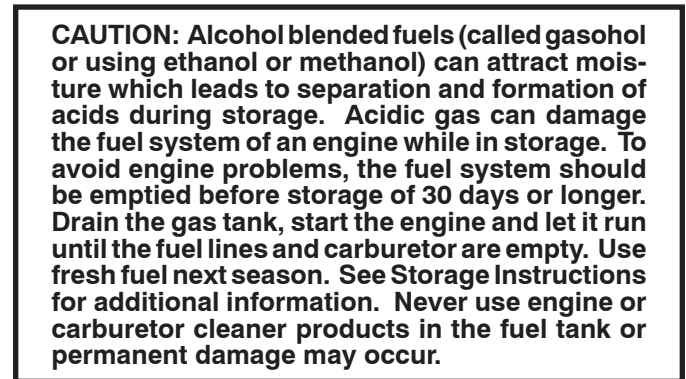 CAUTION: Alcohol blended fuels (called gasohol
or using ethanol or methanol) can attract mois-
ture which leads to separation and formation of
acids during storage. Acidic gas can damage
the fuel system of an engine while in storage. To
avoid engine problems, the fuel system should
be emptied before storage of 30 days or longer.
Drain the gas tank, start the engine and let it run
until the fuel lines and carburetor are empty. Use
fresh fuel next season. See Storage Instructions
for additional information. Never use engine or
carburetor cleaner products in the fuel tank or
permanent damage may occur.